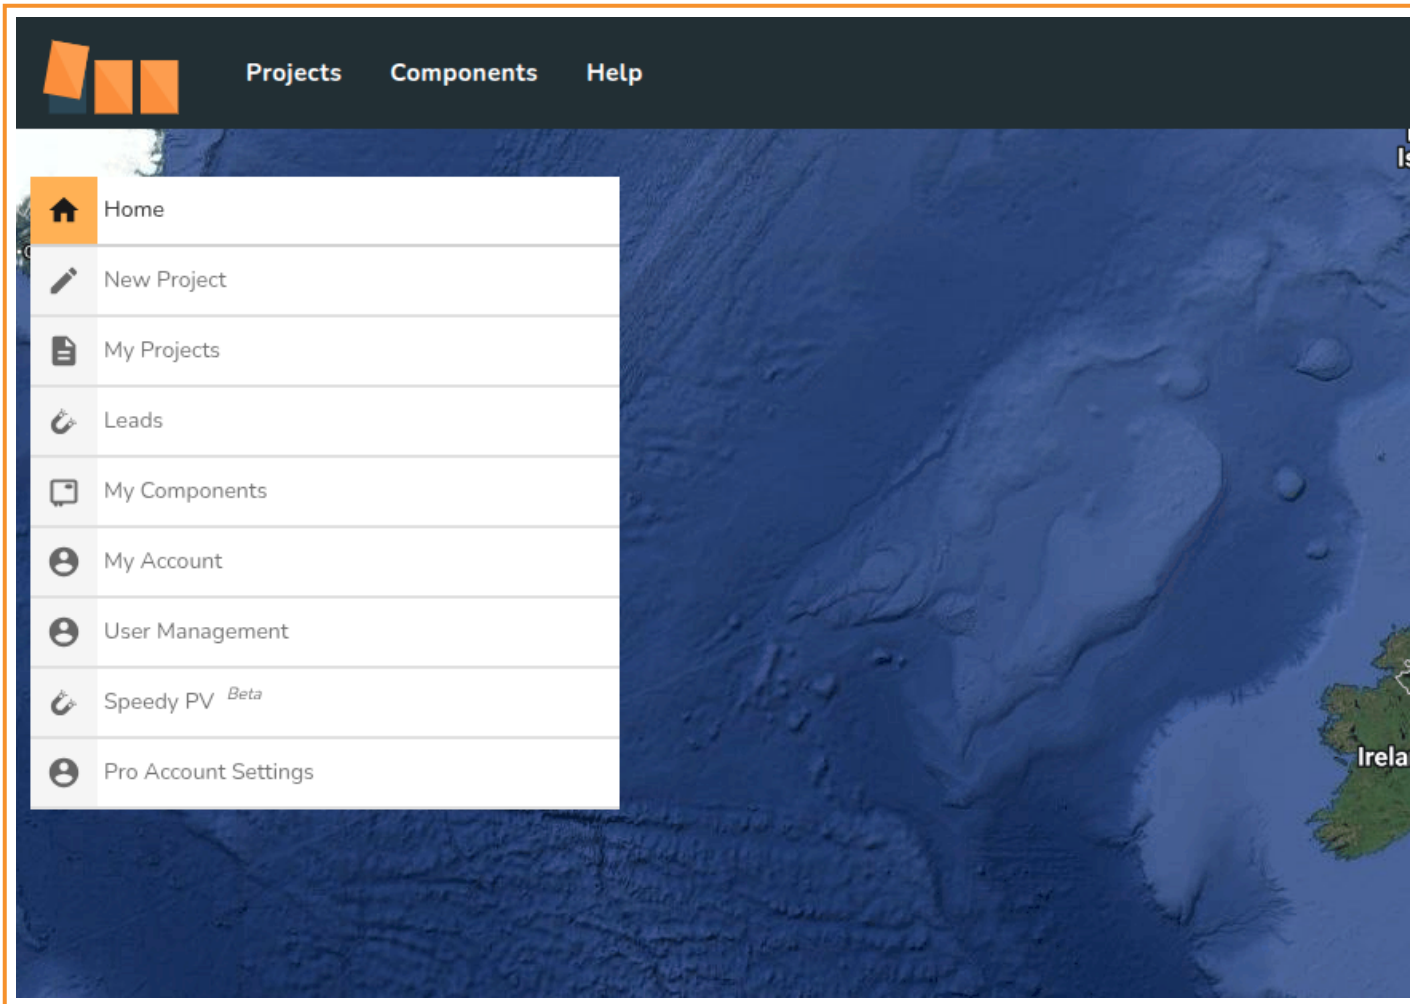 Projects Components Help
Home
New Project
My Projects
Leads
My Components
My Account
User Management
Speedy PV Beta
Pro Account Settings